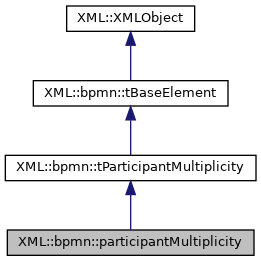 XML::XMLObject
XML::bpmn::tBaseElement
XML::bpmn::tParticipantMultiplicity
XML::bpmn::participantMultiplicity